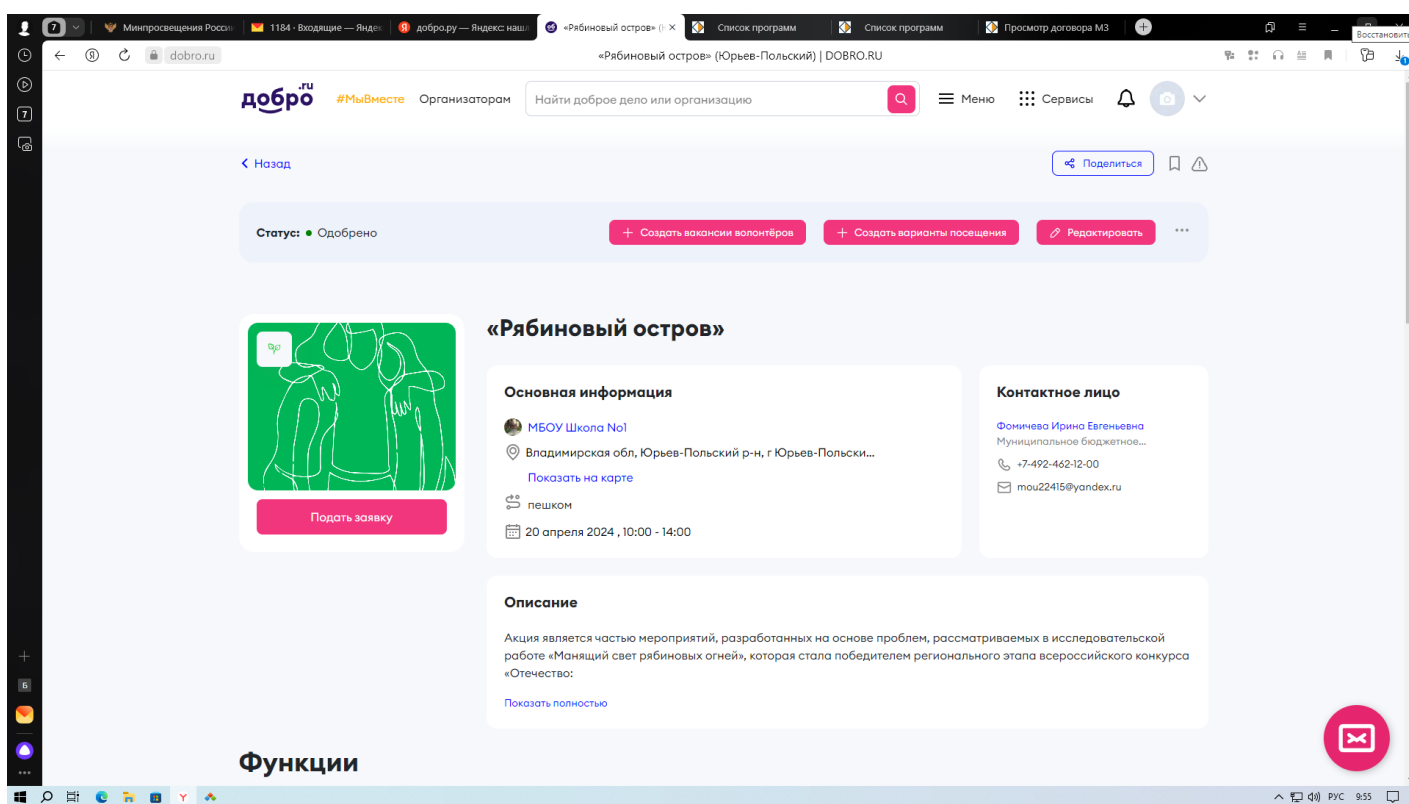 7
Минпросвещения России
1184 · Входящие — Яндек
добро.ру — Яндекс: наш
«Рябиновый остров» (
Список программ
Список программ
Просмотр договора МЗ
Восстановить
dobro.ru
«Рябиновый остров» (Юрьев-Польский) | DOBRO.RU
1
7
добро.ru
#МыВместе
Организаторам
Найти доброе дело или организацию
Меню
Сервисы
Назад
Поделиться
Статус: Одобрено
Создать вакансии волонтёров
Создать варианты посещения
Редактировать
«Рябиновый остров»
Подать заявку
Основная информация
МБОУ Школа No1
Владимирская обл, Юрьев-Польский р-н, г Юрьев-Польски...
Показать на карте
пешком
20 апреля 2024 , 10:00 - 14:00
Контактное лицо
Фомичева Ирина Евгеньевна
Муниципальное бюджетное...
+7-492-462-12-00
mou22415@yandex.ru
Описание
Акция является частью мероприятий, разработанных на основе проблем, рассматриваемых в исследовательской
работе «Манящий свет рябиновых огней», которая стала победителем регионального этапа всероссийского конкурса
«Отечество:
Показать полностью
Функции
Б
РУС
9:55